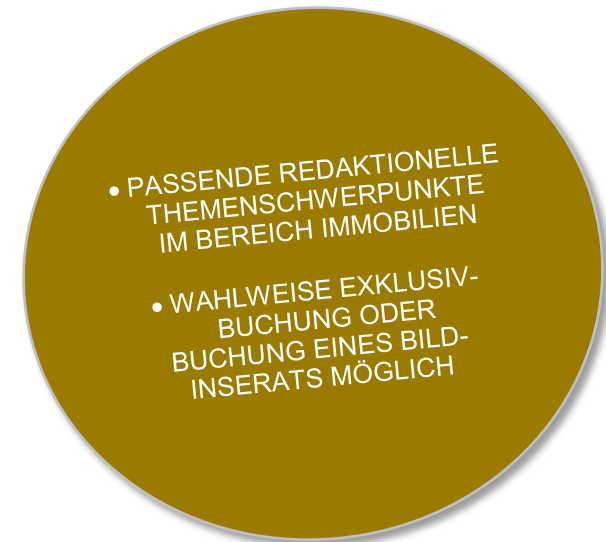 • PASSENDE REDAKTIONELLE
THEMENSCHWERPUNKTE
IM BEREICH IMMOBILIEN
• WAHLWEISE EXKLUSIV-
BUCHUNG ODER
BUCHUNG EINES BILD-
INSERATS MÖGLICH